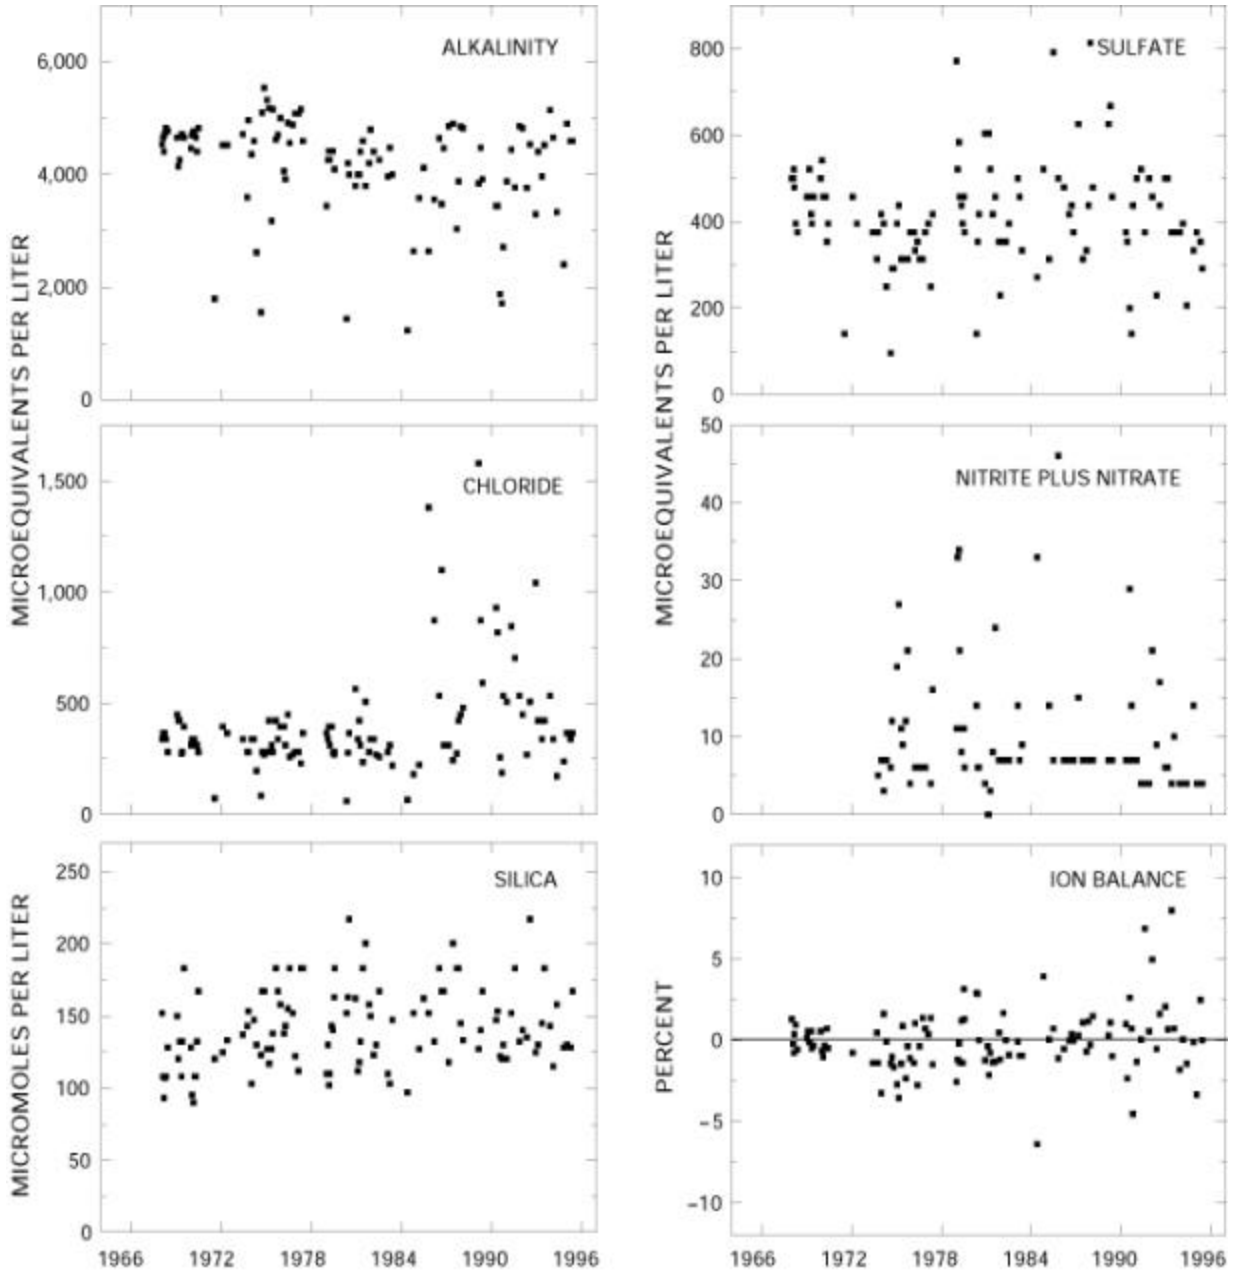 ALKALINITY
6,000
4,000
2,000
0
MICROEQUIVALENTS PER LITER
CHLORIDE
1,500
1,000
500
0
SILICA
250
200
150
100
50
0
MICROMOLES PER LITER
1966 1972 1978 1984 1990 1996
SULFATE
800
600
400
200
0
MICROEQUIVALENTS PER LITER
NITRITE PLUS NITRATE
50
40
30
20
10
0
ION BALANCE
10
5
0
−5
−10
PERCENT
1966 1972 1978 1984 1990 1996